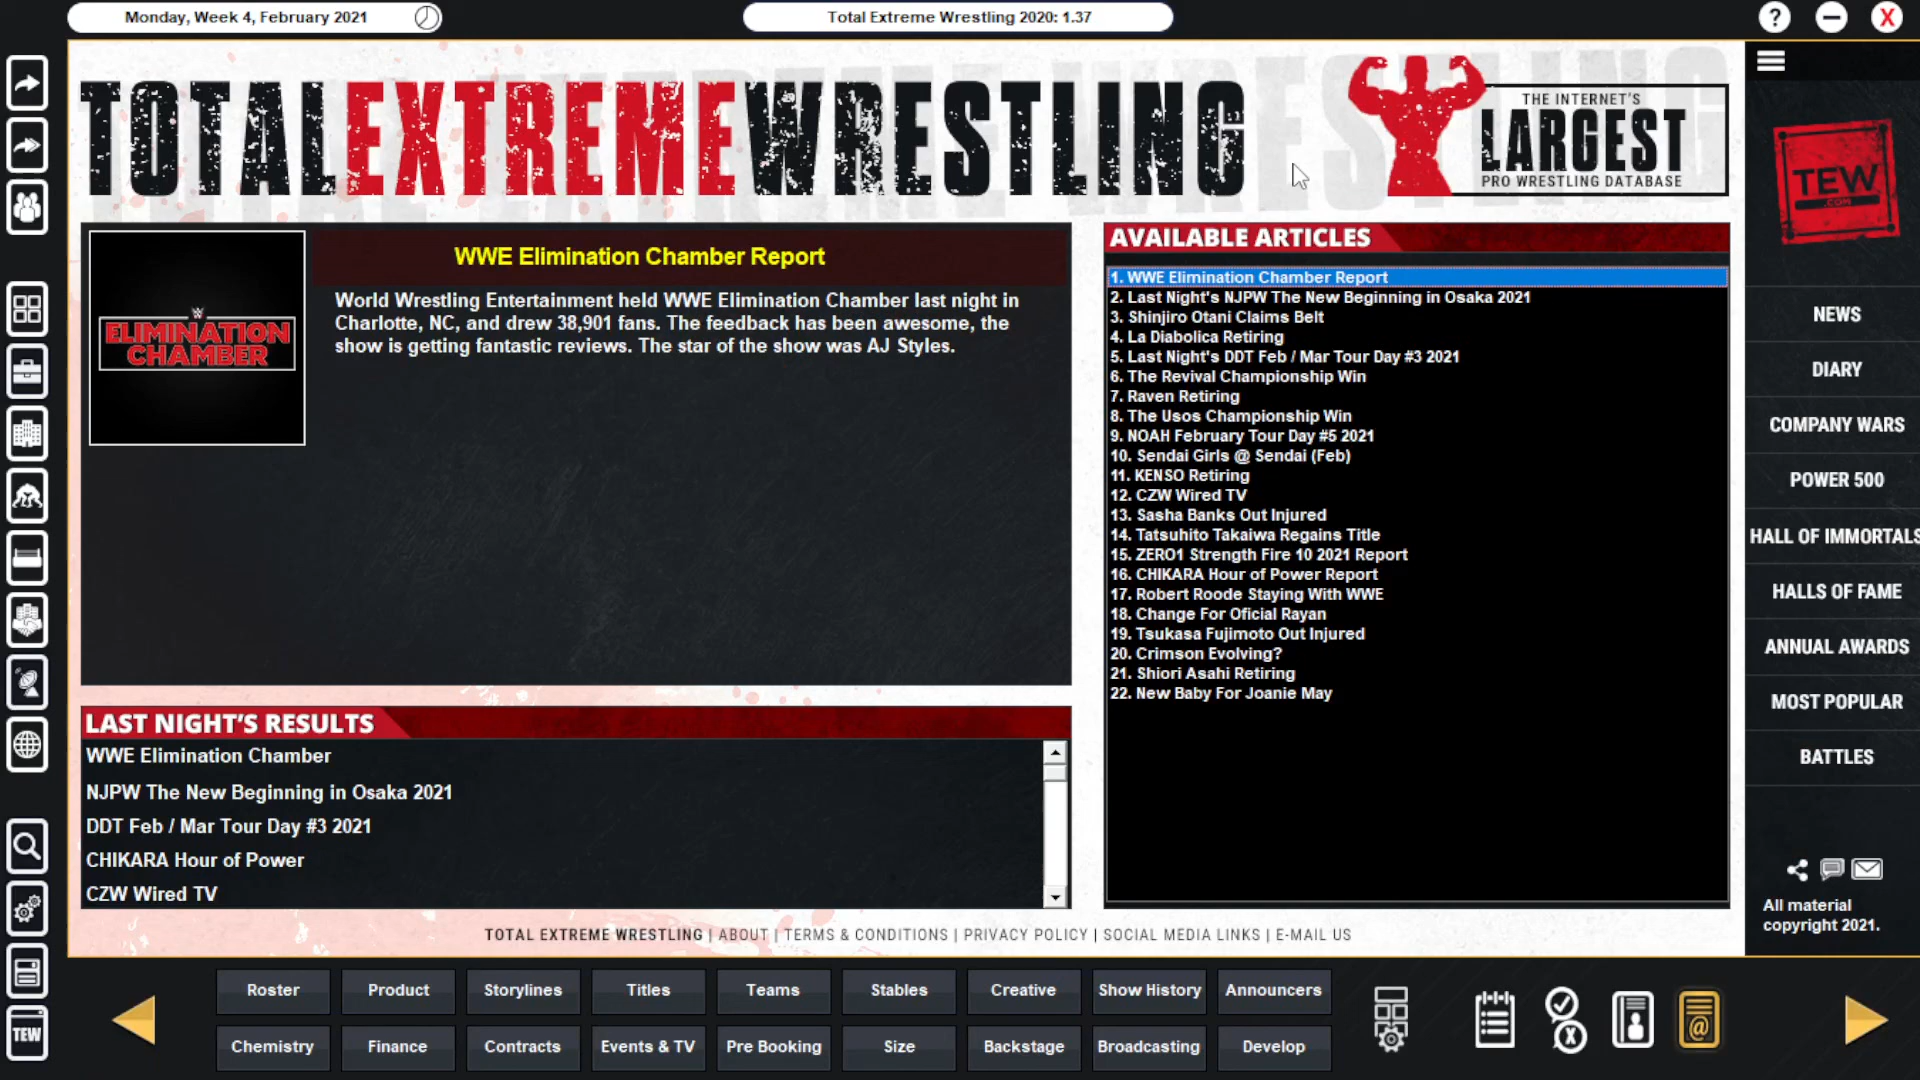 Monday, Week 4, February 2021
Total Extreme Wrestling 2020: 1.37
? – X
TOTALEXTREMEWRESTLING
THE INTERNET'S
LARGEST
PRO WRESTLING DATABASE
TEW
.COM
WWE Elimination Chamber Report
ELIMINATION
CHAMBER
World Wrestling Entertainment held WWE Elimination Chamber last night in
Charlotte, NC, and drew 38,901 fans. The feedback has been awesome, the
show is getting fantastic reviews. The star of the show was AJ Styles.
AVAILABLE ARTICLES
1. WWE Elimination Chamber Report
2. Last Night's NJPW The New Beginning in Osaka 2021
3. Shinjiro Otani Claims Belt
4. La Diabolica Retiring
5. Last Night's DDT Feb / Mar Tour Day #3 2021
6. The Revival Championship Win
7. Raven Retiring
8. The Usos Championship Win
9. NOAH February Tour Day #5 2021
10. Sendai Girls @ Sendai (Feb)
11. KENSO Retiring
12. CZW Wired TV
13. Sasha Banks Out Injured
14. Tatsuhito Takaiwa Regains Title
15. ZERO1 Strength Fire 10 2021 Report
16. CHIKARA Hour of Power Report
17. Robert Roode Staying With WWE
18. Change For Oficial Rayan
19. Tsukasa Fujimoto Out Injured
20. Crimson Evolving?
21. Shiori Asahi Retiring
22. New Baby For Joanie May
LAST NIGHT'S RESULTS
WWE Elimination Chamber
NJPW The New Beginning in Osaka 2021
DDT Feb / Mar Tour Day #3 2021
CHIKARA Hour of Power
CZW Wired TV
NEWS
DIARY
COMPANY WARS
POWER 500
HALL OF IMMORTALS
HALLS OF FAME
ANNUAL AWARDS
MOST POPULAR
BATTLES
All material
copyright 2021.
TOTAL EXTREME WRESTLING | ABOUT | TERMS & CONDITIONS | PRIVACY POLICY | SOCIAL MEDIA LINKS | E-MAIL US
TEW
Roster Product Storylines Titles Teams Stables Creative Show History Announcers
Chemistry Finance Contracts Events & TV Pre Booking Size Backstage Broadcasting Develop